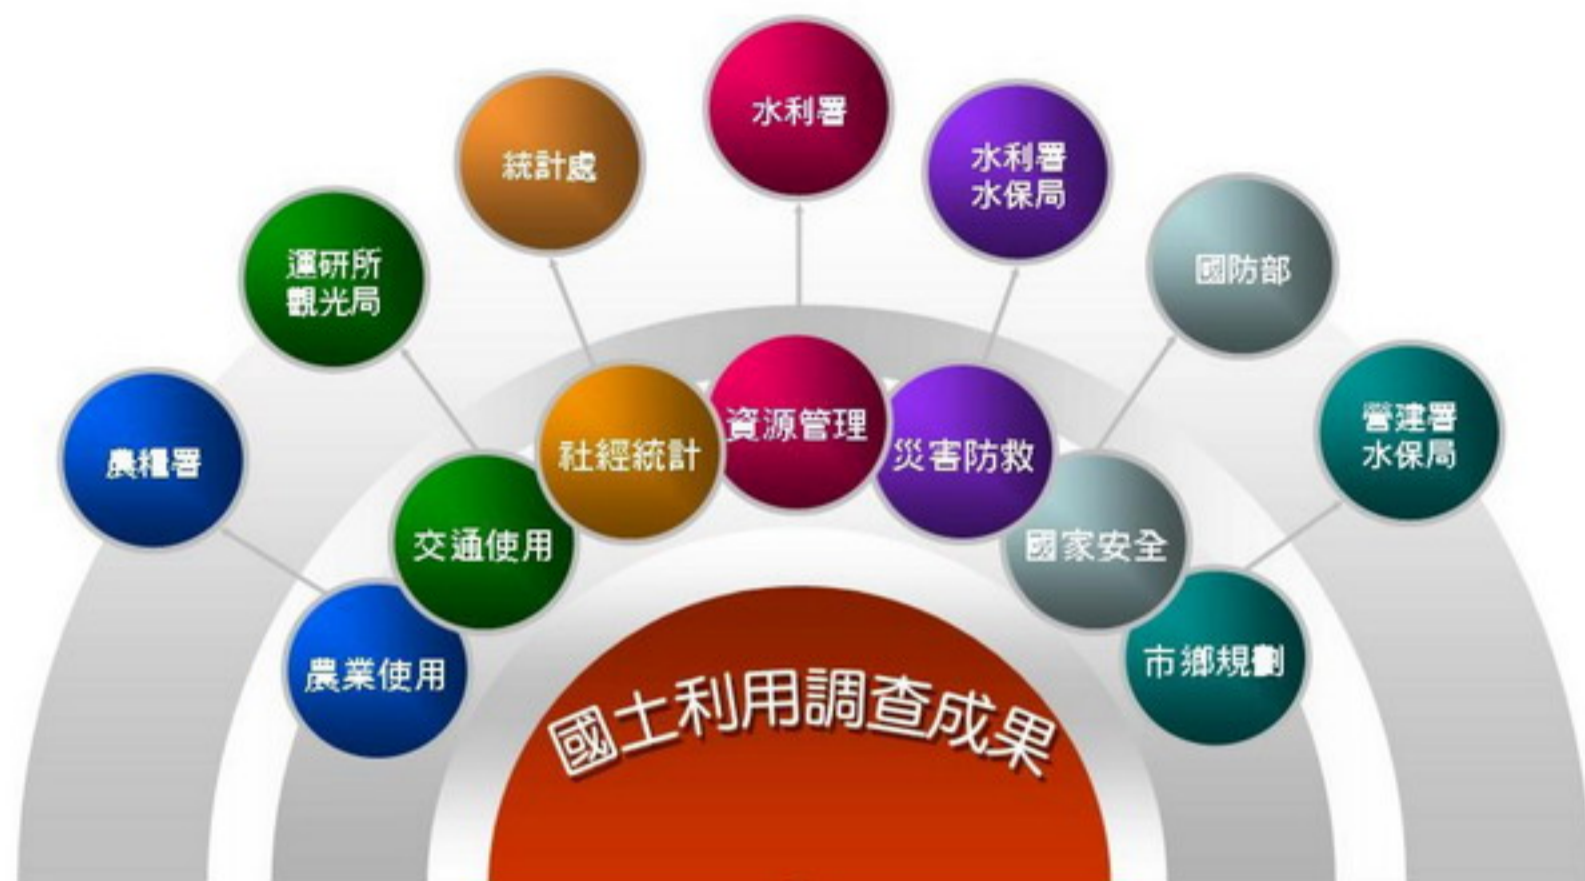 水利署
統計處
水利署
水保局
運研所
觀光局
國防部
農糧署
營建署
水保局
資源管理
社經統計
災害防救
交通使用
國家安全
農業使用
市鄉規劃
國土利用調查成果